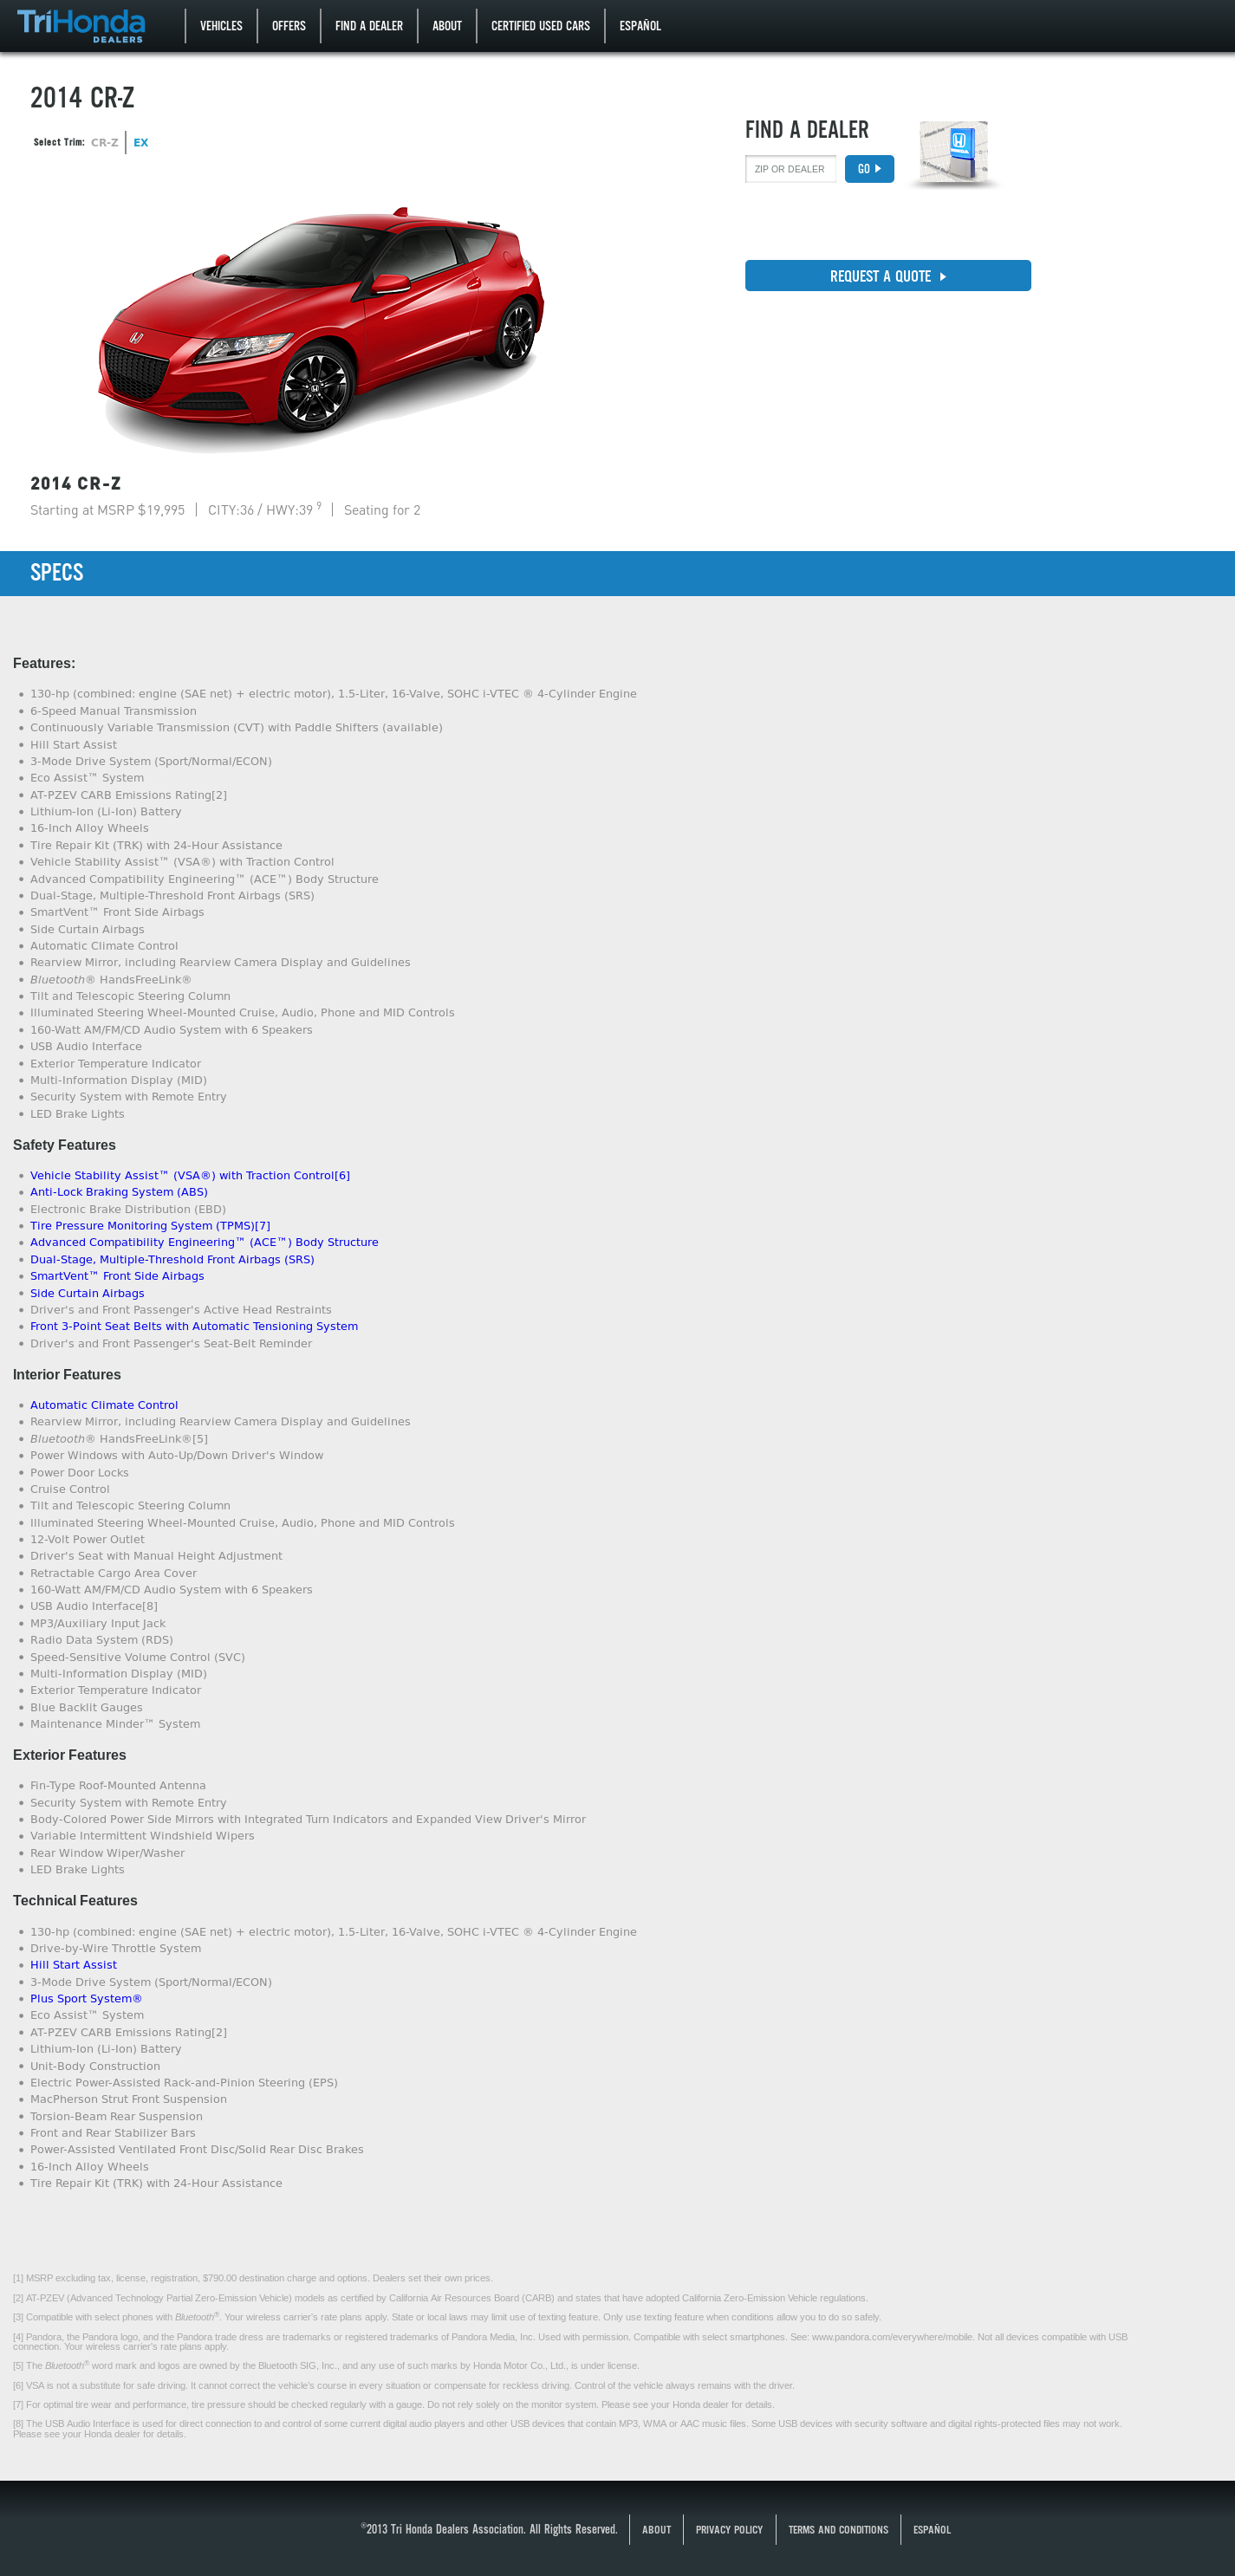 TriHonda
DEALERS
VEHICLES
OFFERS
FIND A DEALER
ABOUT
CERTIFIED USED CARS
ESPAÑOL
2014 CR-Z
Select Trim: CR-Z EX
FIND A DEALER
ZIP OR DEALER
GO
REQUEST A QUOTE
2014 CR-Z
Starting at MSRP $19,995 | CITY:36 / HWY:39 9 | Seating for 2
SPECS
Features:
130-hp (combined: engine (SAE net) + electric motor), 1.5-Liter, 16-Valve, SOHC i-VTEC ® 4-Cylinder Engine
6-Speed Manual Transmission
Continuously Variable Transmission (CVT) with Paddle Shifters (available)
Hill Start Assist
3-Mode Drive System (Sport/Normal/ECON)
Eco Assist™ System
AT-PZEV CARB Emissions Rating[2]
Lithium-Ion (Li-Ion) Battery
16-Inch Alloy Wheels
Tire Repair Kit (TRK) with 24-Hour Assistance
Vehicle Stability Assist™ (VSA®) with Traction Control
Advanced Compatibility Engineering™ (ACE™) Body Structure
Dual-Stage, Multiple-Threshold Front Airbags (SRS)
SmartVent™ Front Side Airbags
Side Curtain Airbags
Automatic Climate Control
Rearview Mirror, including Rearview Camera Display and Guidelines
Bluetooth® HandsFreeLink®
Tilt and Telescopic Steering Column
Illuminated Steering Wheel-Mounted Cruise, Audio, Phone and MID Controls
160-Watt AM/FM/CD Audio System with 6 Speakers
USB Audio Interface
Exterior Temperature Indicator
Multi-Information Display (MID)
Security System with Remote Entry
LED Brake Lights
Safety Features
Vehicle Stability Assist™ (VSA®) with Traction Control[6]
Anti-Lock Braking System (ABS)
Electronic Brake Distribution (EBD)
Tire Pressure Monitoring System (TPMS)[7]
Advanced Compatibility Engineering™ (ACE™) Body Structure
Dual-Stage, Multiple-Threshold Front Airbags (SRS)
SmartVent™ Front Side Airbags
Side Curtain Airbags
Driver's and Front Passenger's Active Head Restraints
Front 3-Point Seat Belts with Automatic Tensioning System
Driver's and Front Passenger's Seat-Belt Reminder
Interior Features
Automatic Climate Control
Rearview Mirror, including Rearview Camera Display and Guidelines
Bluetooth® HandsFreeLink®[5]
Power Windows with Auto-Up/Down Driver's Window
Power Door Locks
Cruise Control
Tilt and Telescopic Steering Column
Illuminated Steering Wheel-Mounted Cruise, Audio, Phone and MID Controls
12-Volt Power Outlet
Driver's Seat with Manual Height Adjustment
Retractable Cargo Area Cover
160-Watt AM/FM/CD Audio System with 6 Speakers
USB Audio Interface[8]
MP3/Auxiliary Input Jack
Radio Data System (RDS)
Speed-Sensitive Volume Control (SVC)
Multi-Information Display (MID)
Exterior Temperature Indicator
Blue Backlit Gauges
Maintenance Minder™ System
Exterior Features
Fin-Type Roof-Mounted Antenna
Security System with Remote Entry
Body-Colored Power Side Mirrors with Integrated Turn Indicators and Expanded View Driver's Mirror
Variable Intermittent Windshield Wipers
Rear Window Wiper/Washer
LED Brake Lights
Technical Features
130-hp (combined: engine (SAE net) + electric motor), 1.5-Liter, 16-Valve, SOHC i-VTEC ® 4-Cylinder Engine
Drive-by-Wire Throttle System
Hill Start Assist
3-Mode Drive System (Sport/Normal/ECON)
Plus Sport System®
Eco Assist™ System
AT-PZEV CARB Emissions Rating[2]
Lithium-Ion (Li-Ion) Battery
Unit-Body Construction
Electric Power-Assisted Rack-and-Pinion Steering (EPS)
MacPherson Strut Front Suspension
Torsion-Beam Rear Suspension
Front and Rear Stabilizer Bars
Power-Assisted Ventilated Front Disc/Solid Rear Disc Brakes
16-Inch Alloy Wheels
Tire Repair Kit (TRK) with 24-Hour Assistance
[1] MSRP excluding tax, license, registration, $790.00 destination charge and options. Dealers set their own prices.
[2] AT-PZEV (Advanced Technology Partial Zero-Emission Vehicle) models as certified by California Air Resources Board (CARB) and states that have adopted California Zero-Emission Vehicle regulations.
[3] Compatible with select phones with Bluetooth®. Your wireless carrier's rate plans apply. State or local laws may limit use of texting feature. Only use texting feature when conditions allow you to do so safely.
[4] Pandora, the Pandora logo, and the Pandora trade dress are trademarks or registered trademarks of Pandora Media, Inc. Used with permission. Compatible with select smartphones. See: www.pandora.com/everywhere/mobile. Not all devices compatible with USB
connection. Your wireless carrier's rate plans apply.
[5] The Bluetooth® word mark and logos are owned by the Bluetooth SIG, Inc., and any use of such marks by Honda Motor Co., Ltd., is under license.
[6] VSA is not a substitute for safe driving. It cannot correct the vehicle's course in every situation or compensate for reckless driving. Control of the vehicle always remains with the driver.
[7] For optimal tire wear and performance, tire pressure should be checked regularly with a gauge. Do not rely solely on the monitor system. Please see your Honda dealer for details.
[8] The USB Audio Interface is used for direct connection to and control of some current digital audio players and other USB devices that contain MP3, WMA or AAC music files. Some USB devices with security software and digital rights-protected files may not work.
Please see your Honda dealer for details.
©2013 Tri Honda Dealers Association. All Rights Reserved.
ABOUT
PRIVACY POLICY
TERMS AND CONDITIONS
ESPAÑOL